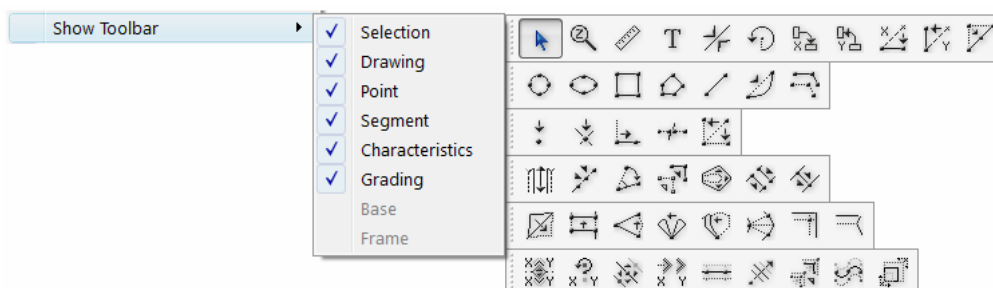 Show Toolbar
Selection
Drawing
Point
Segment
Characteristics
Grading
Base
Frame